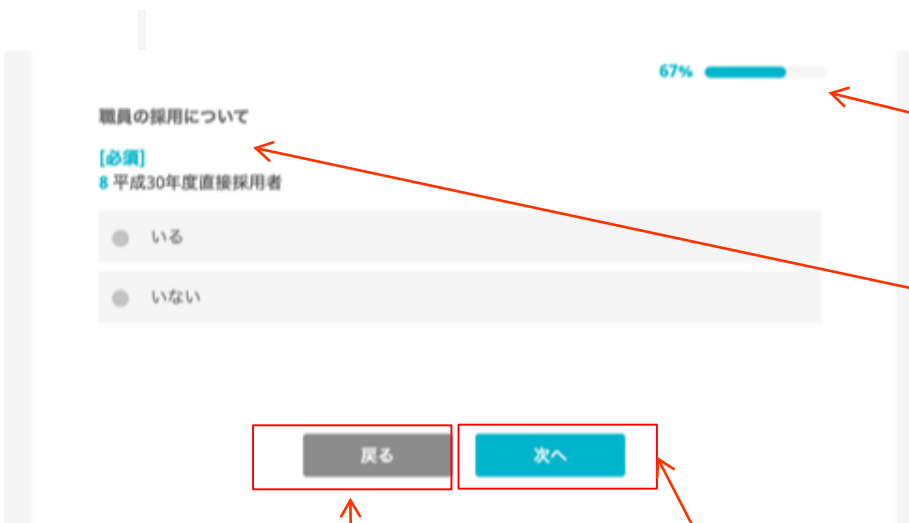 67%
職員の採用について
[必須]
8 平成30年度直接採用者
いる
いない
戻る
次へ